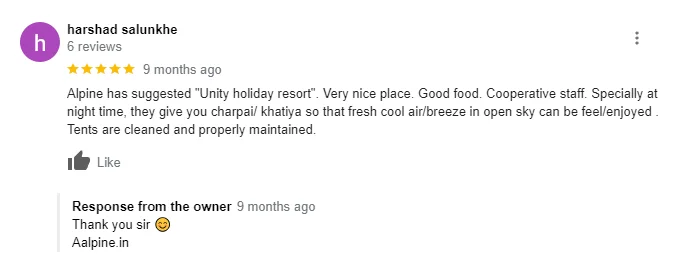 h
harshad salunkhe
6 reviews
9 months ago
Alpine has suggested "Unity holiday resort". Very nice place. Good food. Cooperative staff. Specially at
night time, they give you charpai/ khatiya so that fresh cool air/breeze in open sky can be feel/enjoyed .
Tents are cleaned and properly maintained.
Like
Response from the owner 9 months ago
Thank you sir 😊
Aalpine.in